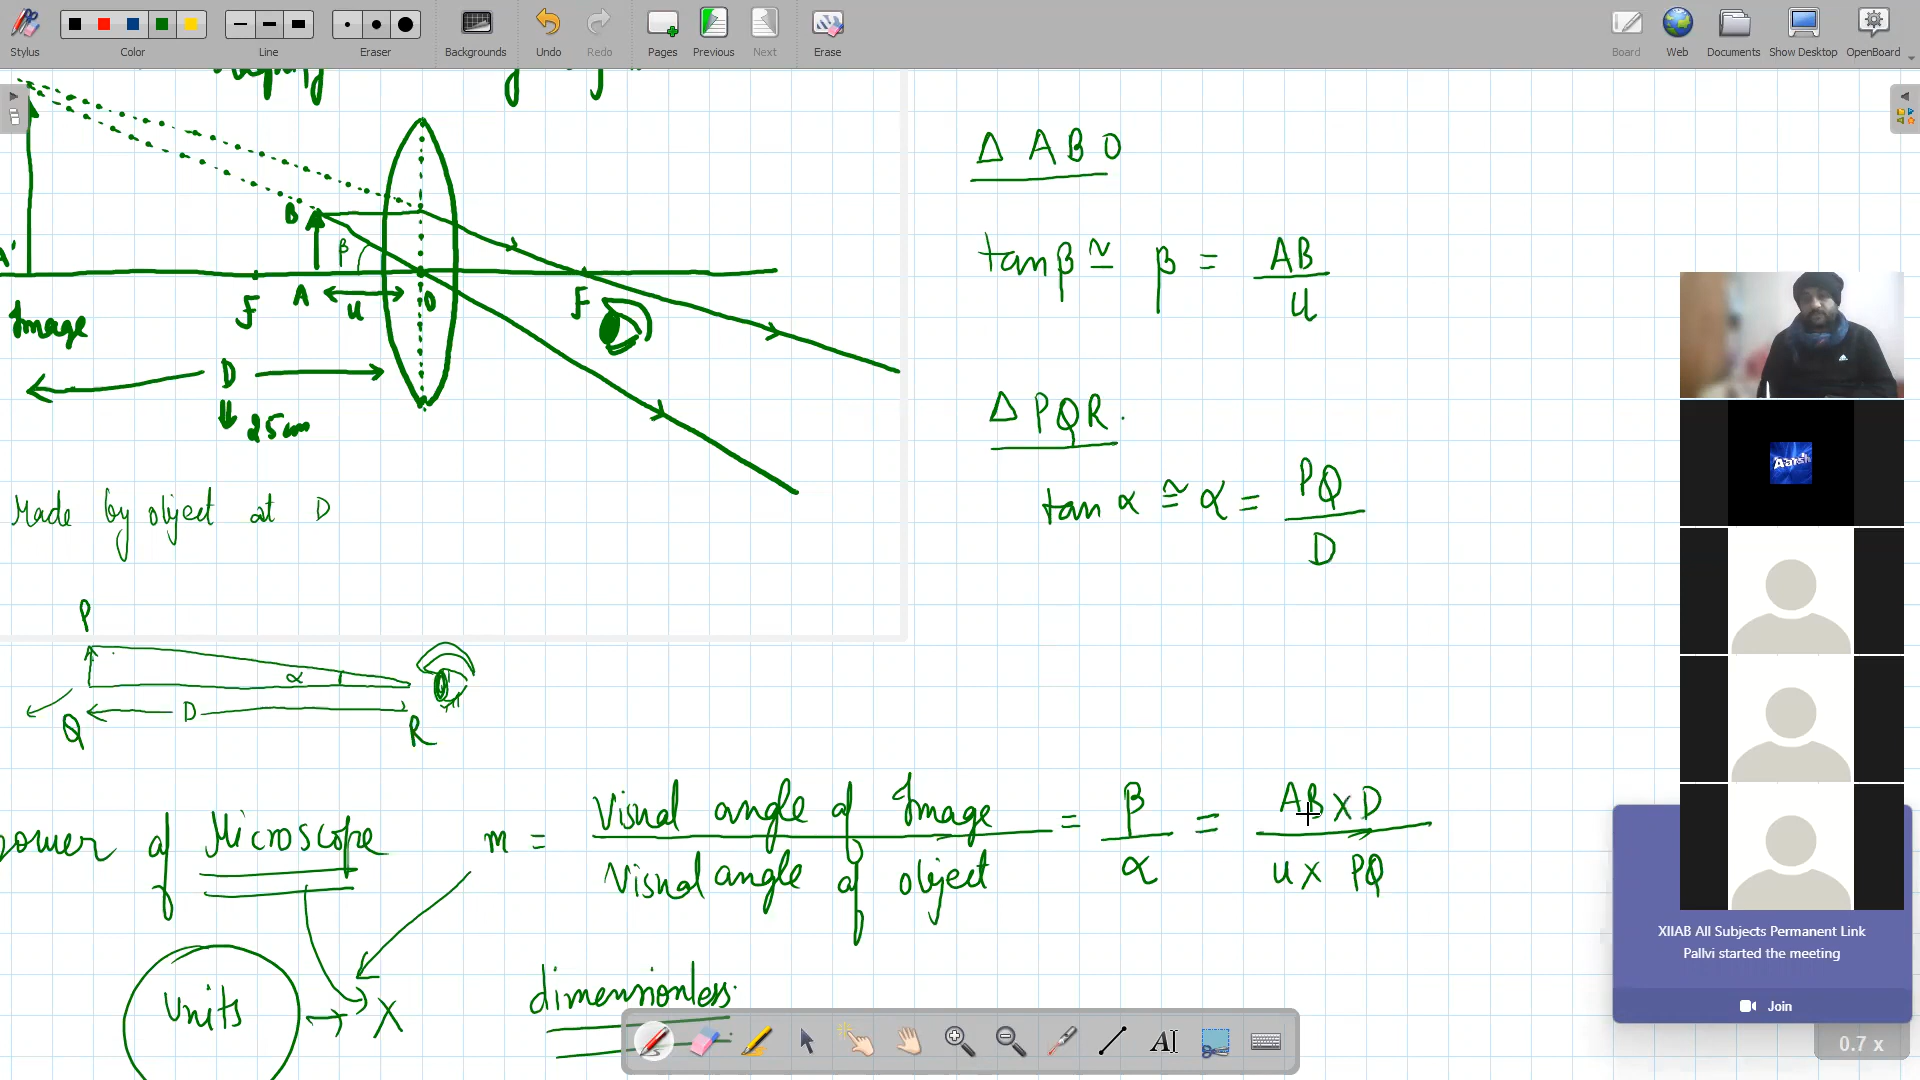 Stylus
Color
Line
Eraser
Backgrounds
Undo
Redo
Pages
Previous
Next
Erase
Board
Web
Documents
Show Desktop
OpenBoard
B
β
A'
F
A
u
O
F
Image
D
25cm
Made by object at D
P
α
D
Q
R
Δ ABO
tan β ≅ β = AB / u
Δ PQR.
tan α ≅ α = PQ / D
power of Microscope
m = Visual angle of Image / Visual angle of object = β / α = AB X D / u X PQ
Units → X
dimensionless.
Aarsh
XIIAB All Subjects Permanent Link
Pallvi started the meeting
Join
0.7 x